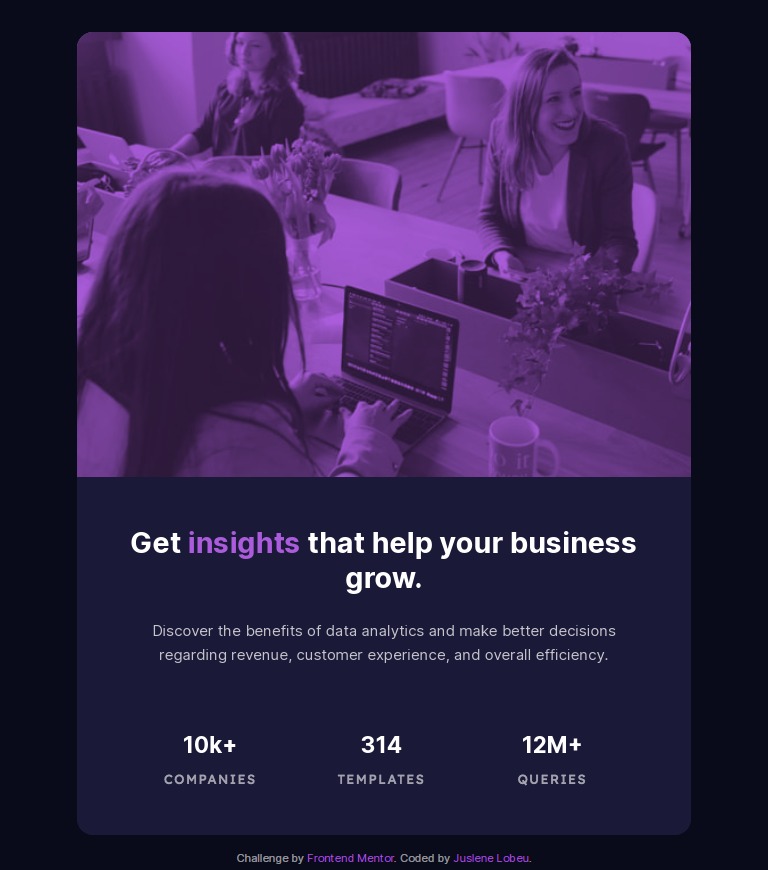 Get insights that help your business
grow.
Discover the benefits of data analytics and make better decisions
regarding revenue, customer experience, and overall efficiency.
10k+ 314 12M+
COMPANIES TEMPLATES QUERIES
Challenge by Frontend Mentor. Coded by Juslene Lobeu.